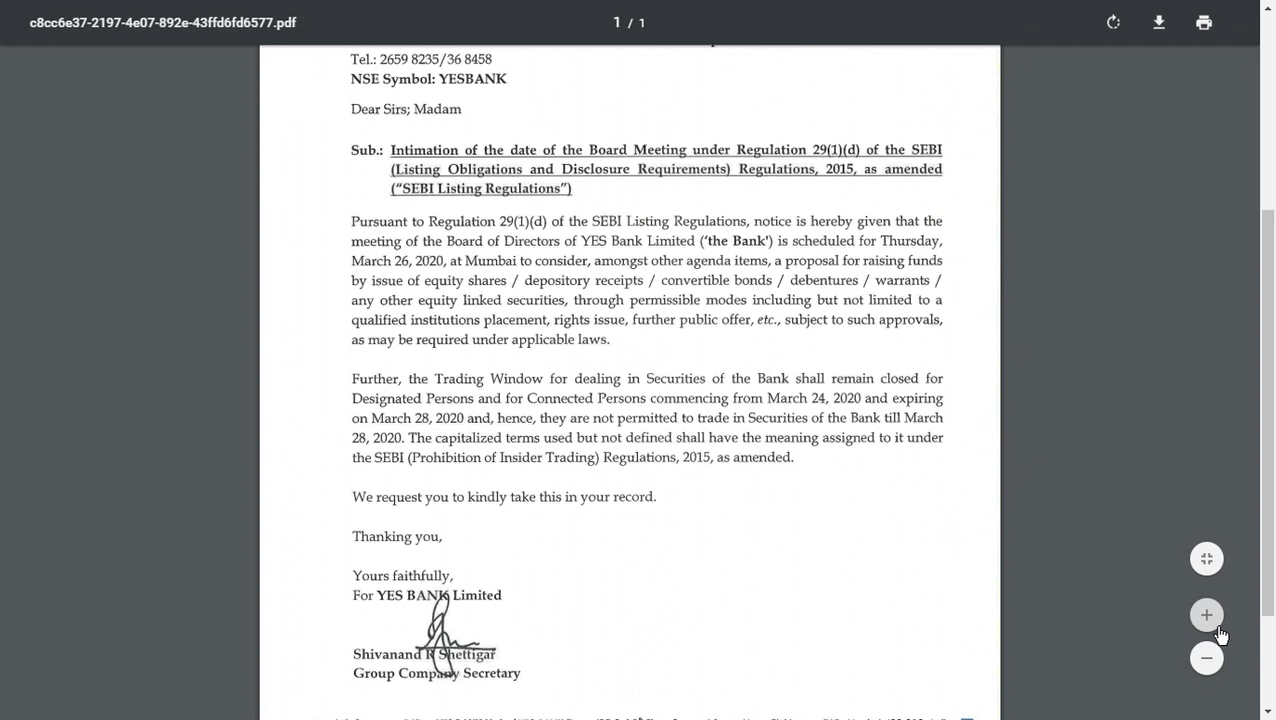 c8cc6e37-2197-4e07-892e-43ffd6fd6577.pdf
1 / 1
Tel.: 2659 8235/36 8458
NSE Symbol: YESBANK
Dear Sirs; Madam
Sub.: Intimation of the date of the Board Meeting under Regulation 29(1)(d) of the SEBI
(Listing Obligations and Disclosure Requirements) Regulations, 2015, as amended
(“SEBI Listing Regulations”)
Pursuant to Regulation 29(1)(d) of the SEBI Listing Regulations, notice is hereby given that the
meeting of the Board of Directors of YES Bank Limited ('the Bank') is scheduled for Thursday,
March 26, 2020, at Mumbai to consider, amongst other agenda items, a proposal for raising funds
by issue of equity shares / depository receipts / convertible bonds / debentures / warrants /
any other equity linked securities, through permissible modes including but not limited to a
qualified institutions placement, rights issue, further public offer, etc., subject to such approvals,
as may be required under applicable laws.
Further, the Trading Window for dealing in Securities of the Bank shall remain closed for
Designated Persons and for Connected Persons commencing from March 24, 2020 and expiring
on March 28, 2020 and, hence, they are not permitted to trade in Securities of the Bank till March
28, 2020. The capitalized terms used but not defined shall have the meaning assigned to it under
the SEBI (Prohibition of Insider Trading) Regulations, 2015, as amended.
We request you to kindly take this in your record.
Thanking you,
Yours faithfully,
For YES BANK Limited
Shivanand R Shettigar
Group Company Secretary